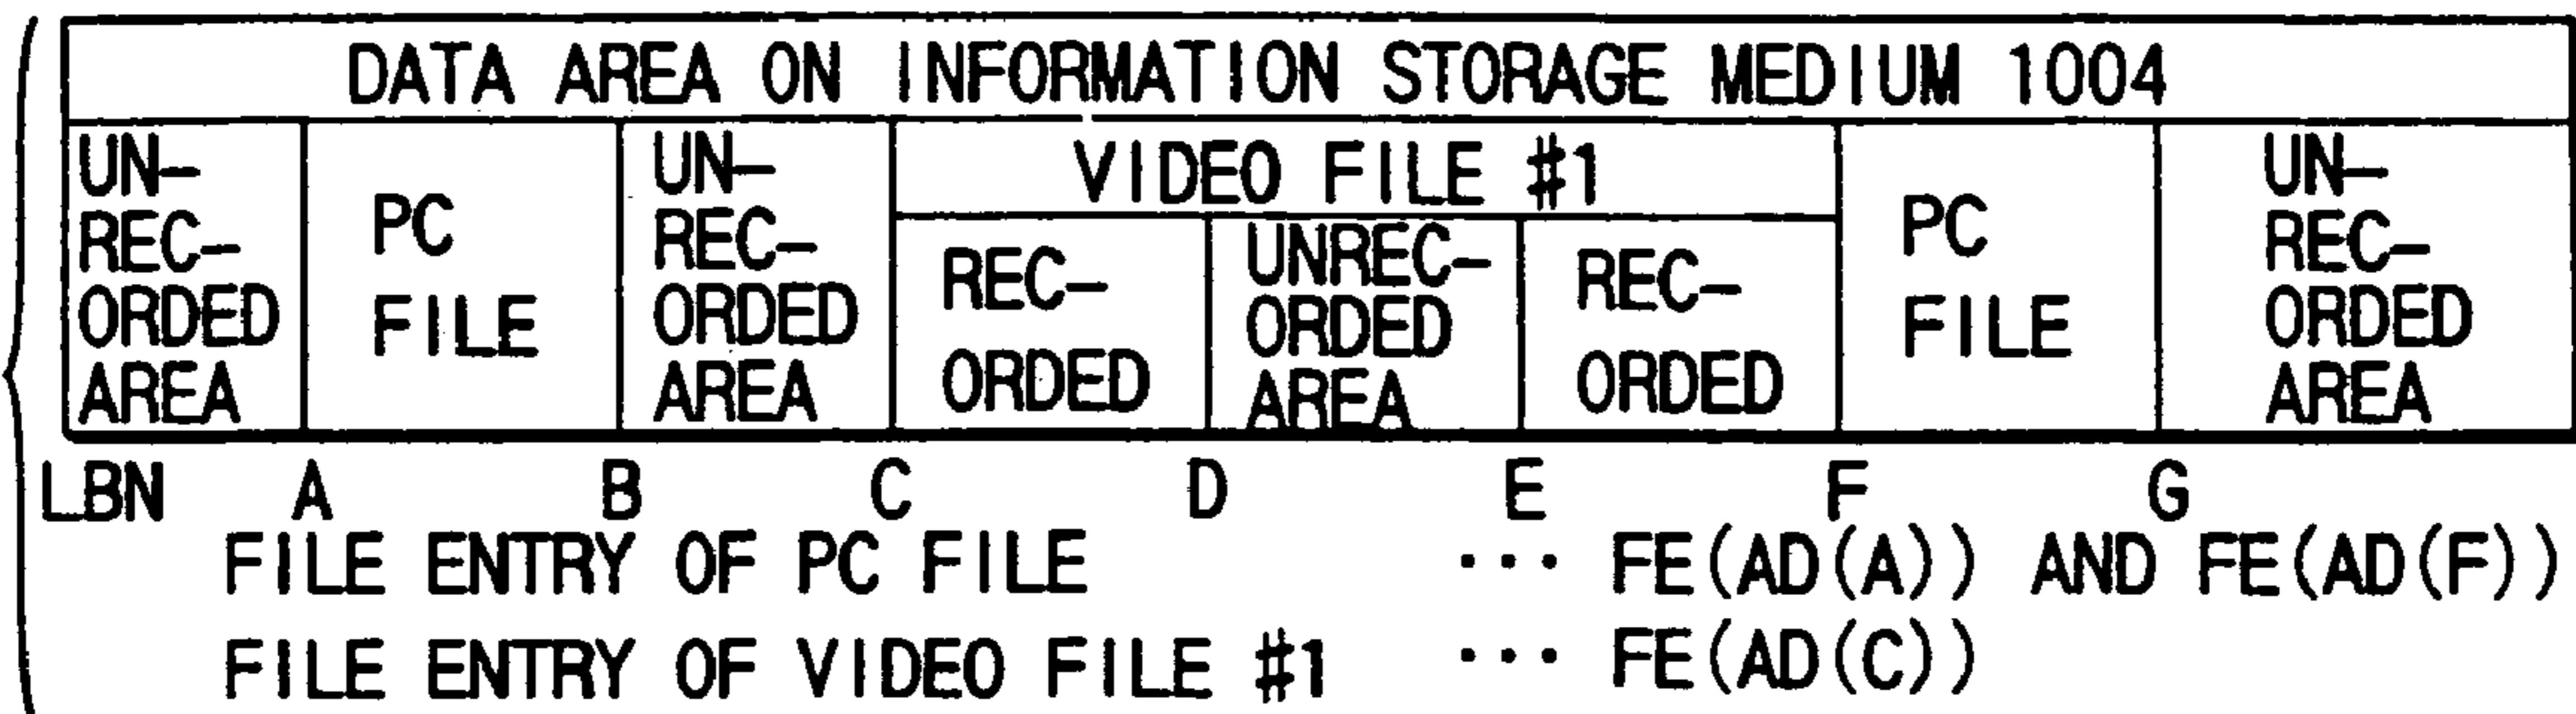 DATA AREA ON INFORMATION STORAGE MEDIUM 1004
UN-
REC-
ORDED
AREA
PC
FILE
UN-
REC-
ORDED
AREA
VIDEO FILE #1
REC-
ORDED
UNREC-
ORDED
AREA
REC-
ORDED
PC
FILE
UN-
REC-
ORDED
AREA
LBN A B C D E F G
FILE ENTRY OF PC FILE ··· FE(AD(A)) AND FE(AD(F))
FILE ENTRY OF VIDEO FILE #1 ··· FE(AD(C))